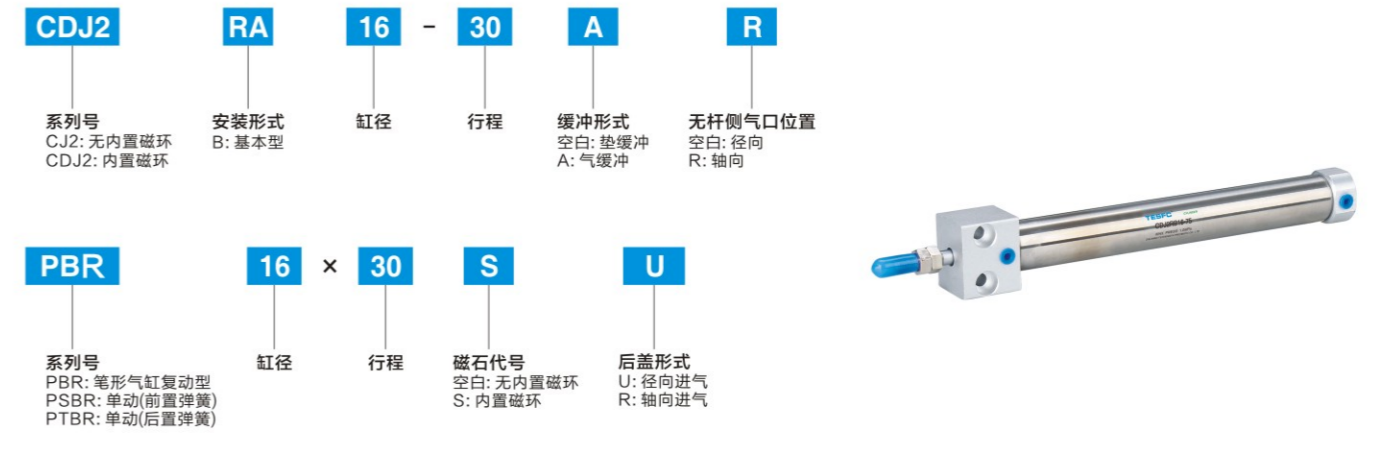 CDJ2 RA 16 - 30 A R
系列号 安装形式 缸径 行程 缓冲形式 无杆侧气口位置
CJ2: 无内置磁环 B: 基本型 空白: 垫缓冲 空白: 径向
CDJ2: 内置磁环 A: 气缓冲 R: 轴向
TESFC
PBR 16 × 30 S U
系列号 缸径 行程 磁石代号 后盖形式
PBR: 笔形气缸复动型 空白: 无内置磁环 U: 径向进气
PSBR: 单动(前置弹簧) S: 内置磁环 R: 轴向进气
PTBR: 单动(后置弹簧)